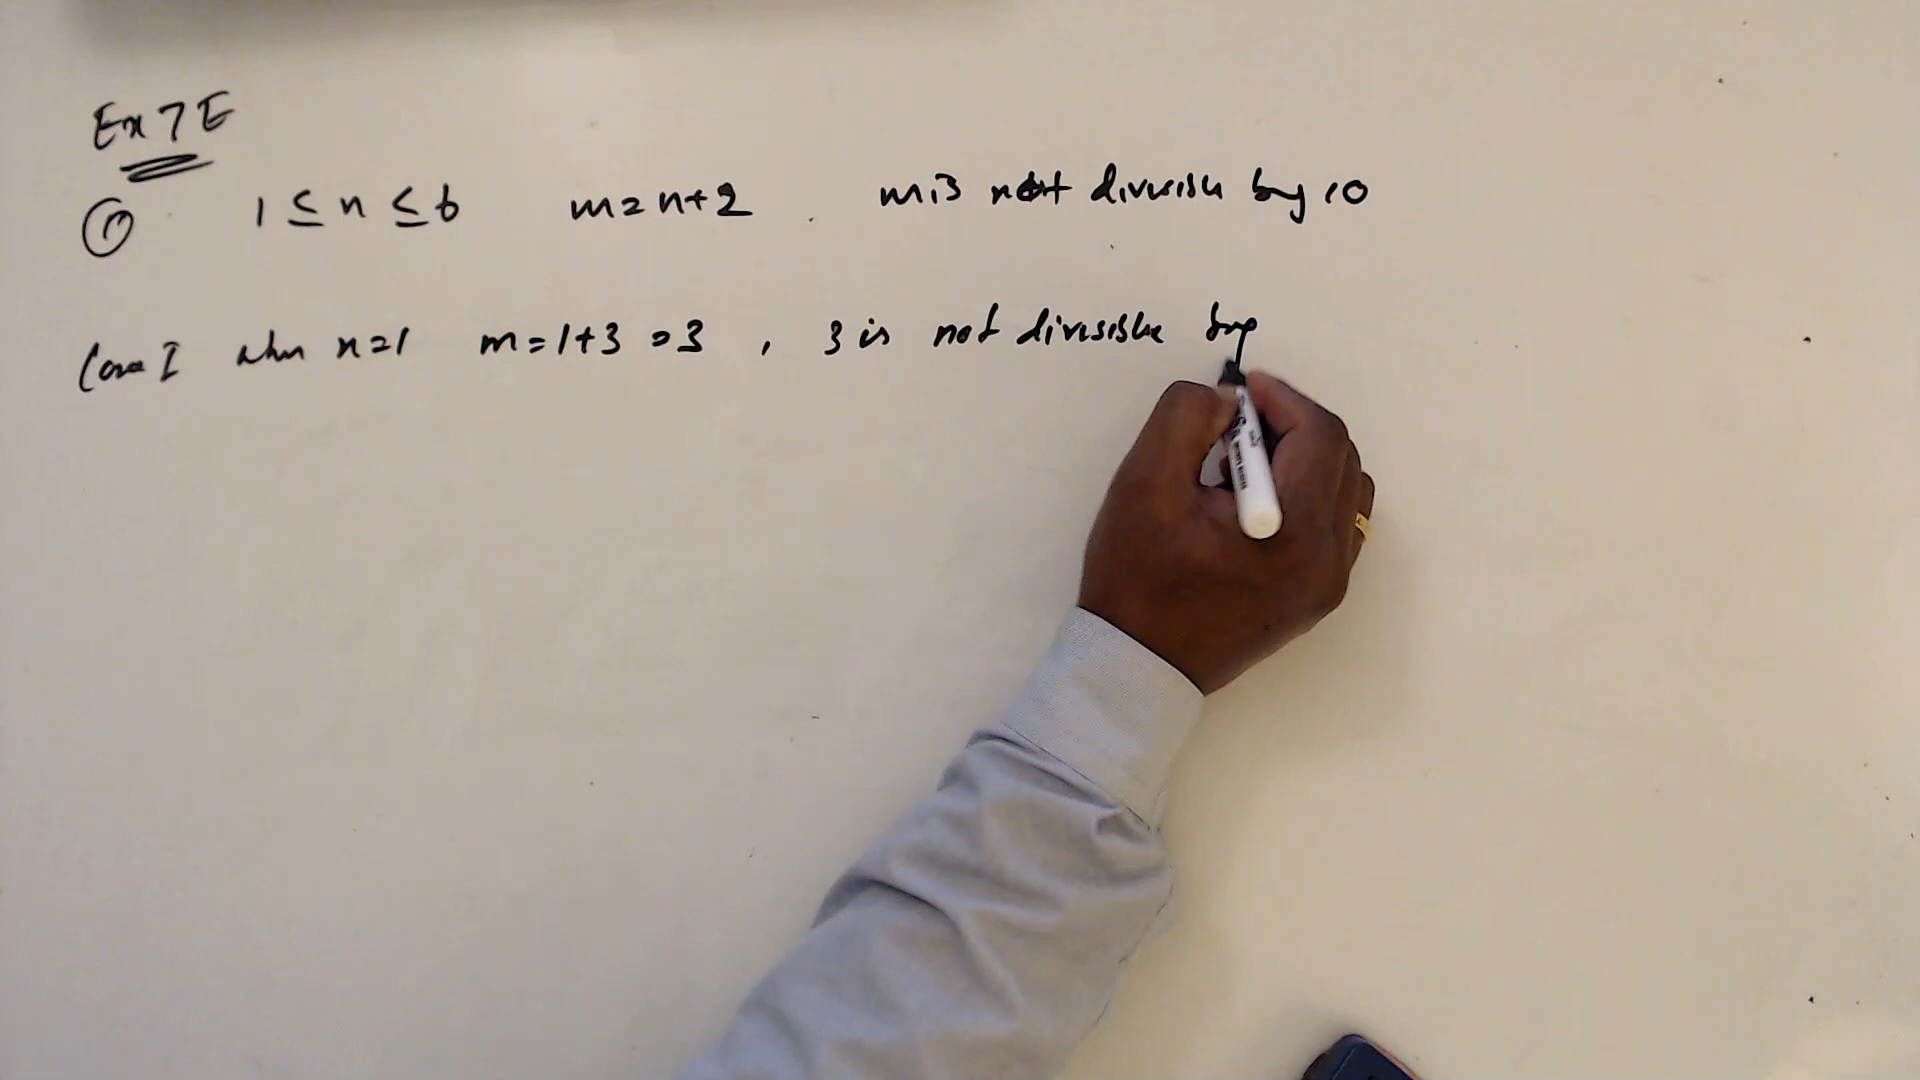 Ex 7E
① 1 ≤ n ≤ 6 m = n+2 . m is not divisible by 10
Case I when n=1 m = 1+3 = 3 , 3 is not divisible by